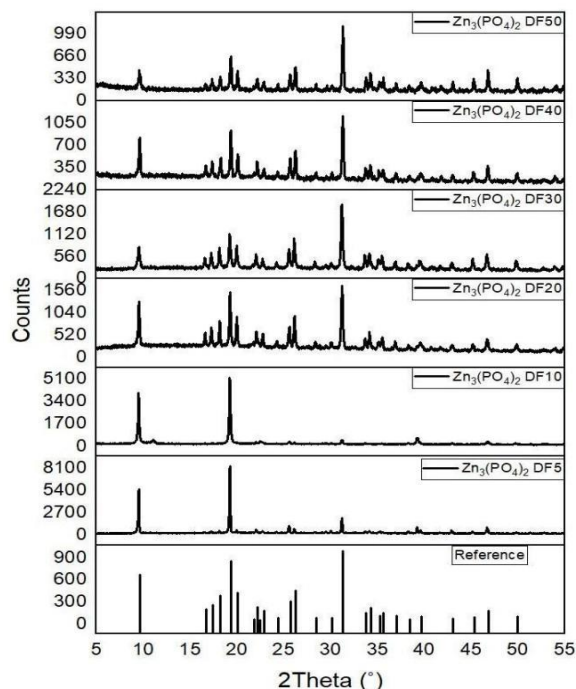 990
660
330
0
Zn₃(PO₄)₂ DF50
1050
700
350
Zn₃(PO₄)₂ DF40
2240
1680
1120
560
0
Zn₃(PO₄)₂ DF30
1560
1040
520
0
Zn₃(PO₄)₂ DF20
5100
3400
1700
0
Zn₃(PO₄)₂ DF10
8100
5400
2700
0
Zn₃(PO₄)₂ DF5
900
600
300
0
Reference
Counts
5 10 15 20 25 30 35 40 45 50 55
2Theta (°)